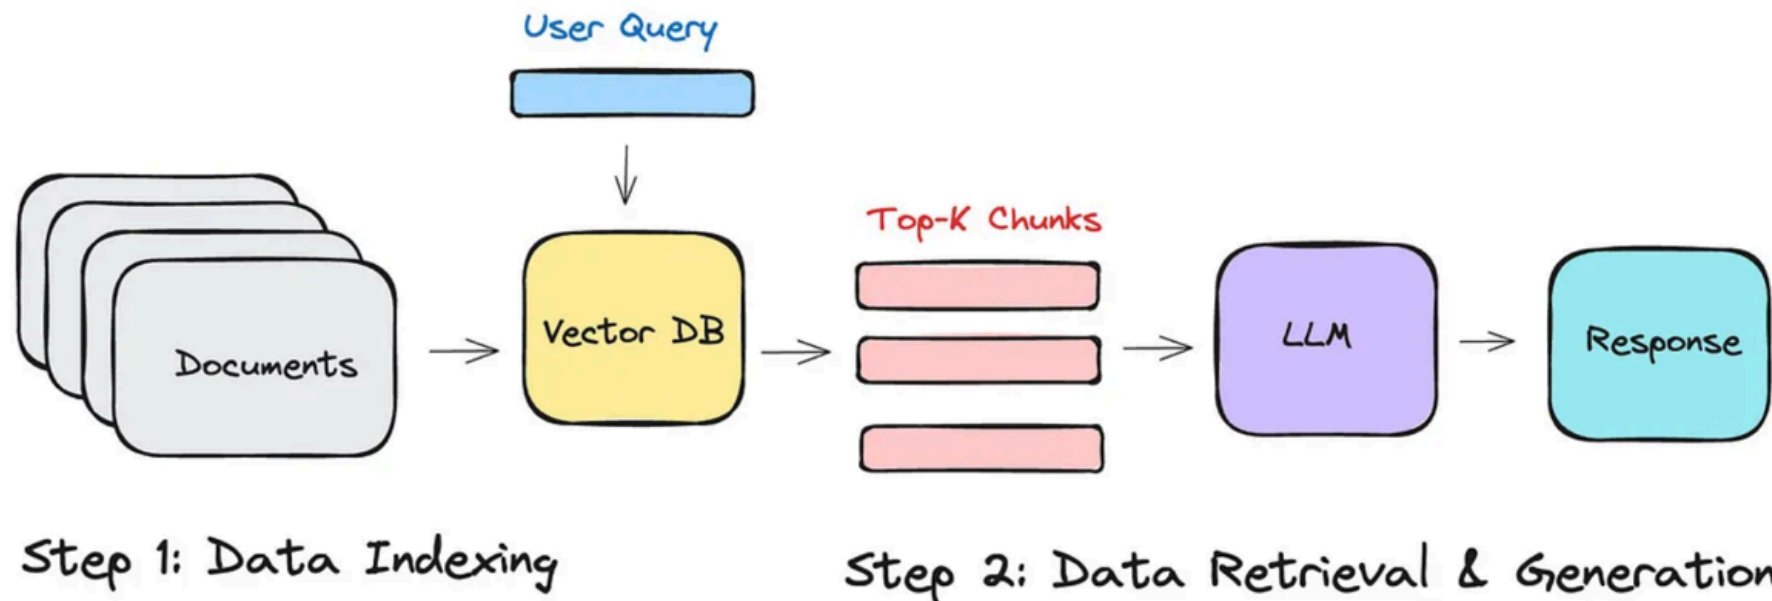 User Query
Top-K Chunks
Documents
Vector DB
LLM
Response
Step 1: Data Indexing
Step 2: Data Retrieval & Generation